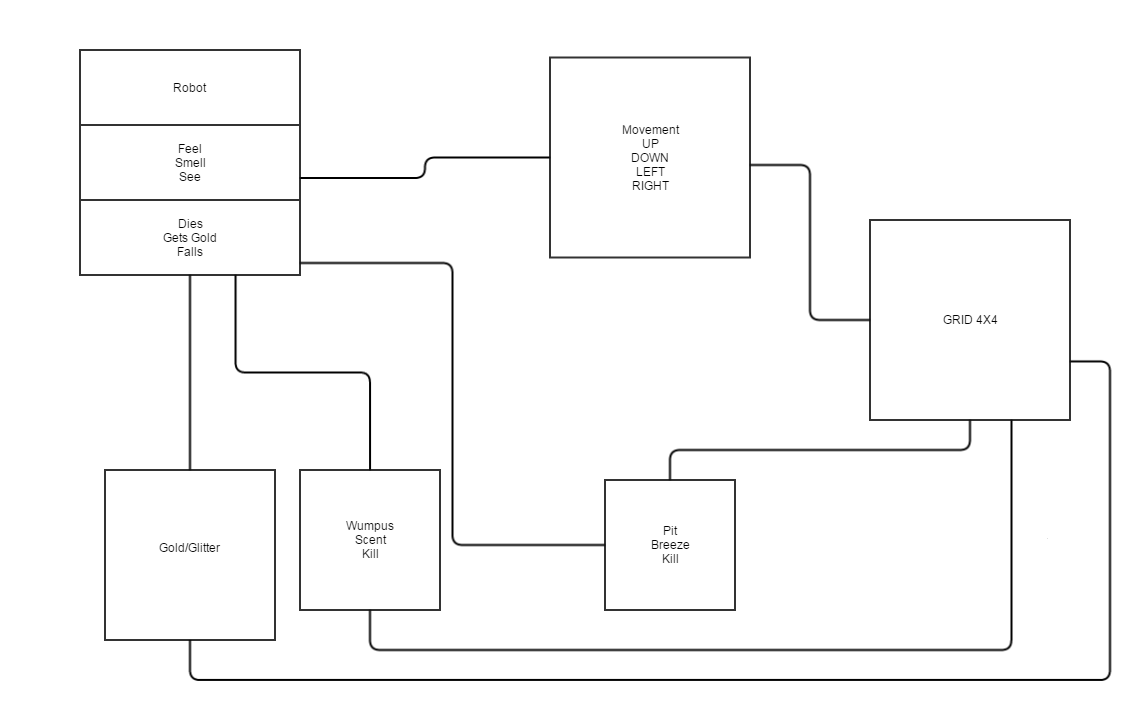 Robot
Feel
Smell
See
Dies
Gets Gold
Falls
Movement
UP
DOWN
LEFT
RIGHT
GRID 4X4
Gold/Glitter
Wumpus
Scent
Kill
Pit
Breeze
Kill